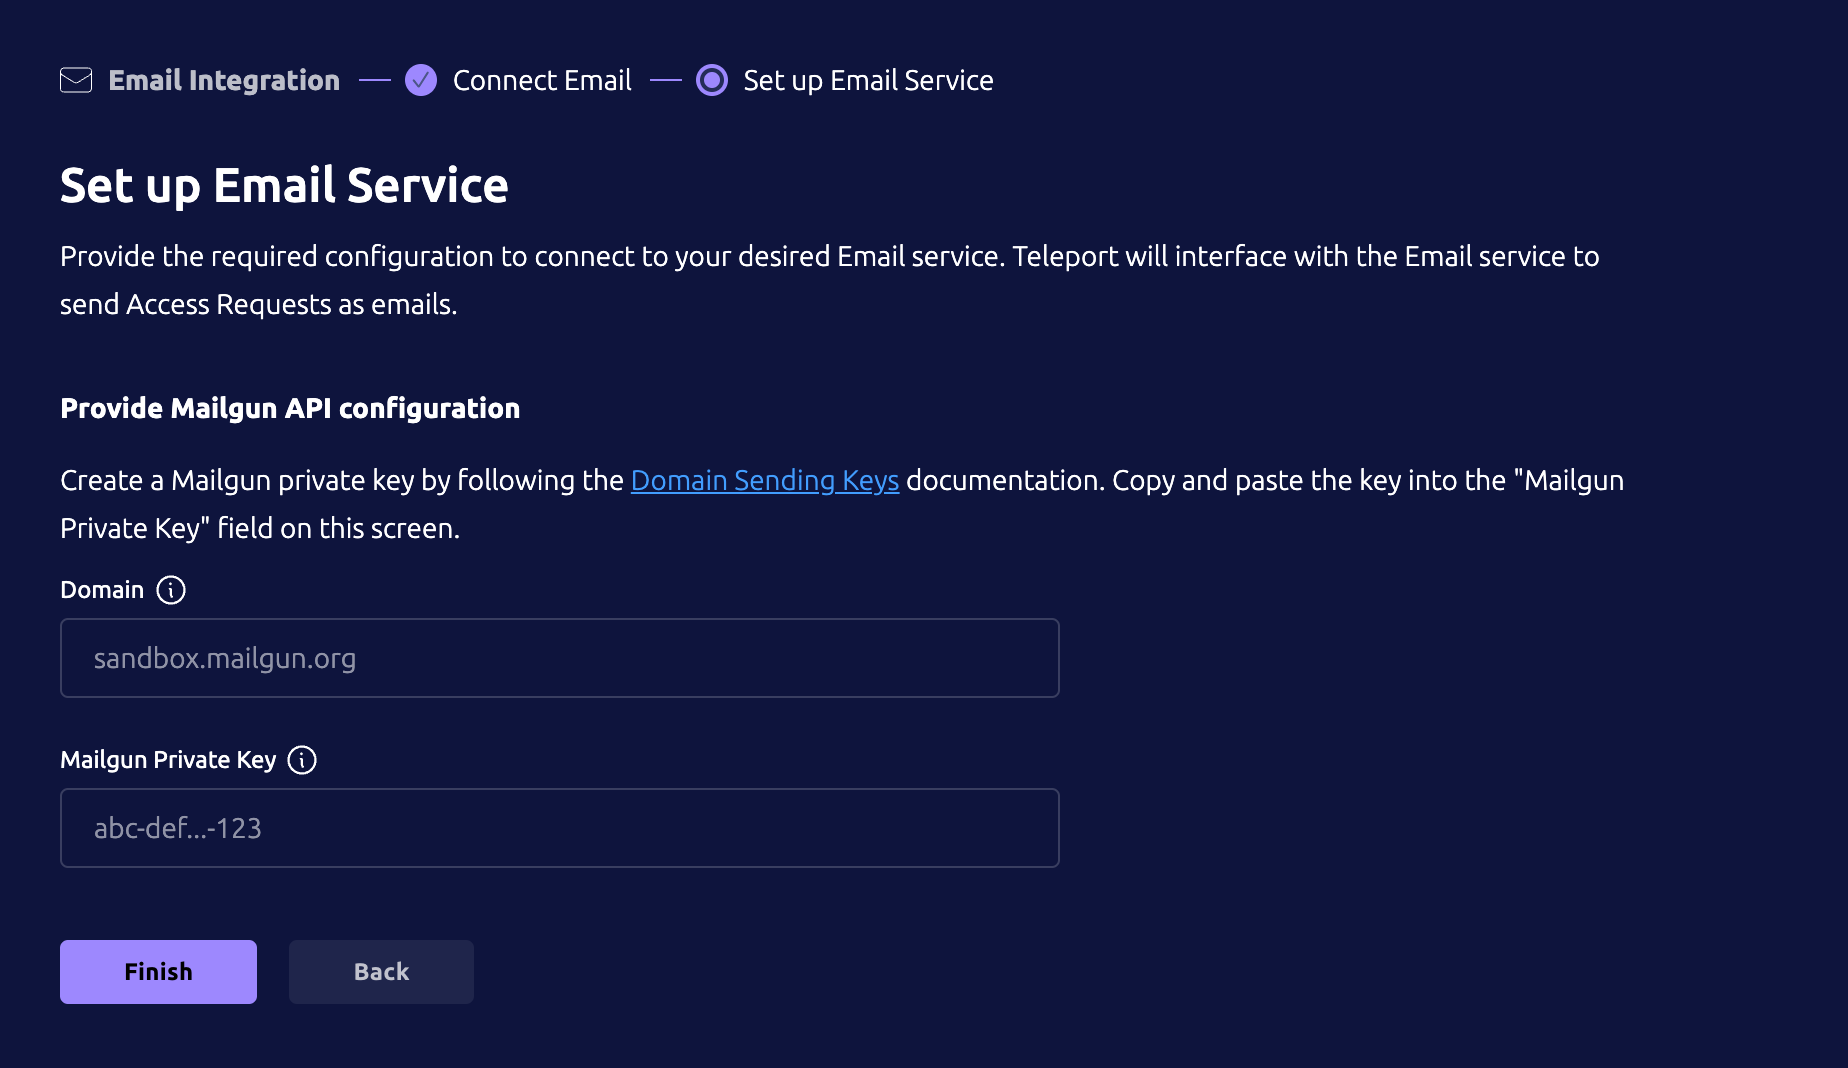 Email Integration Connect Email Set up Email Service
Set up Email Service
Provide the required configuration to connect to your desired Email service. Teleport will interface with the Email service to
send Access Requests as emails.
Provide Mailgun API configuration
Create a Mailgun private key by following the Domain Sending Keys documentation. Copy and paste the key into the "Mailgun
Private Key" field on this screen.
Domain
sandbox.mailgun.org
Mailgun Private Key
abc-def...-123
Finish Back